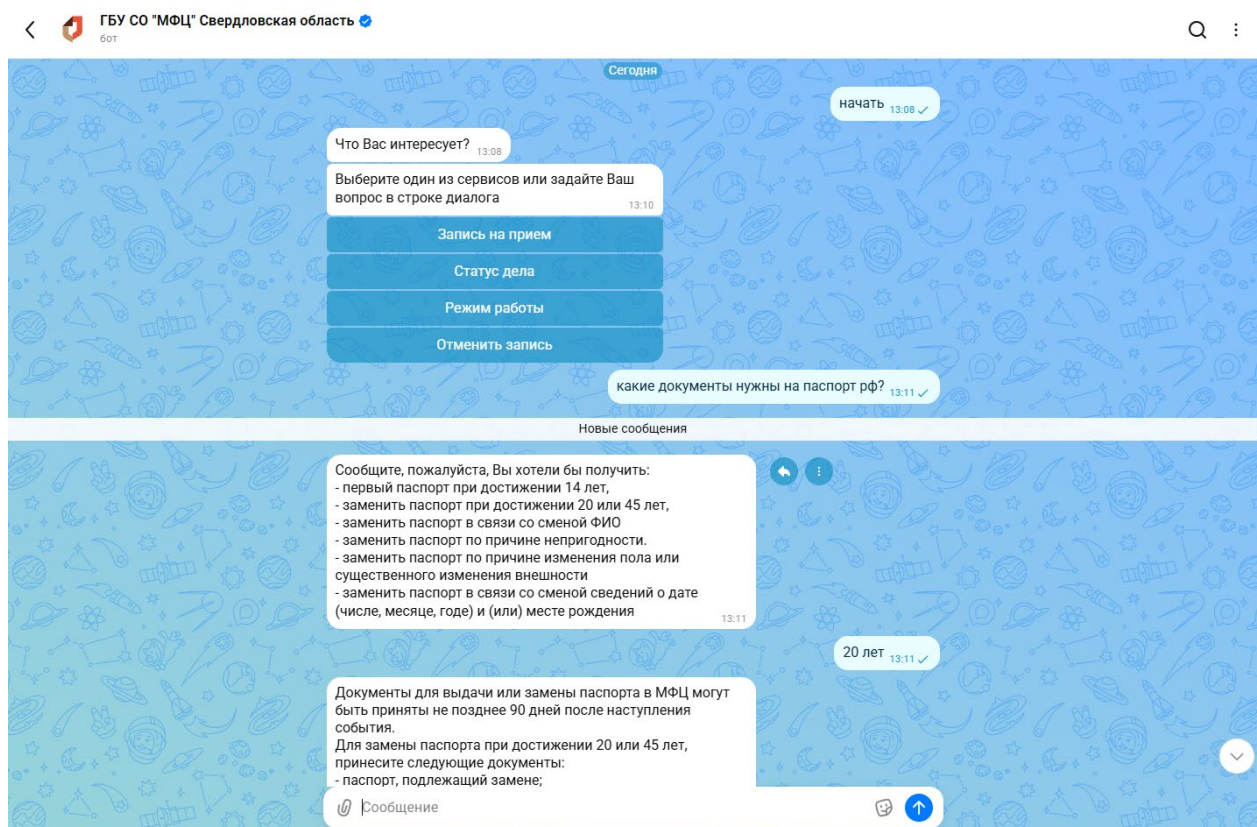 ГБУ СО "МФЦ" Свердловская область
бот
Сегодня
начать 13:08
Что Вас интересует? 13:08
Выберите один из сервисов или задайте Ваш
вопрос в строке диалога 13:10
Запись на прием
Статус дела
Режим работы
Отменить запись
какие документы нужны на паспорт рф? 13:11
Новые сообщения
Сообщите, пожалуйста, Вы хотели бы получить:
- первый паспорт при достижении 14 лет,
- заменить паспорт при достижении 20 или 45 лет,
- заменить паспорт в связи со сменой ФИО
- заменить паспорт по причине непригодности.
- заменить паспорт по причине изменения пола или
существенного изменения внешности
- заменить паспорт в связи со сменой сведений о дате
(числе, месяце, годе) и (или) месте рождения 13:11
20 лет 13:11
Документы для выдачи или замены паспорта в МФЦ могут
быть приняты не позднее 90 дней после наступления
события.
Для замены паспорта при достижении 20 или 45 лет,
принесите следующие документы:
- паспорт, подлежащий замене;
Сообщение